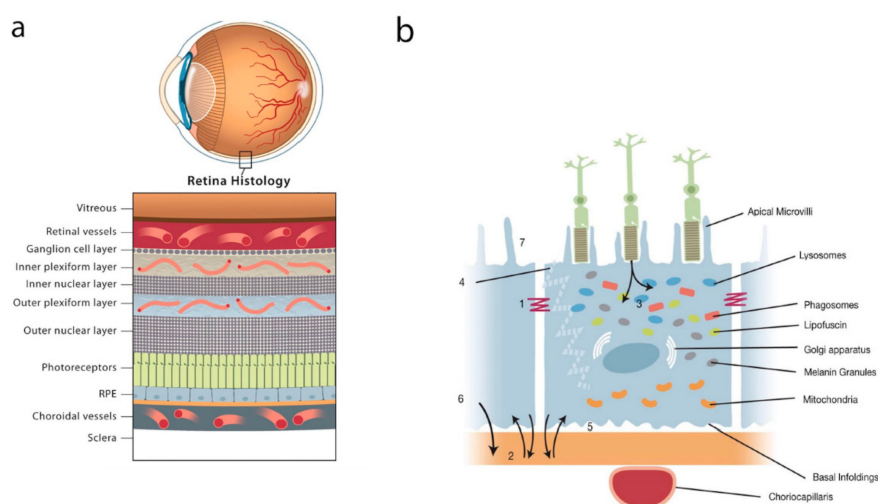 a
b
Retina Histology
Vitreous
Retinal vessels
Ganglion cell layer
Inner plexiform layer
Inner nuclear layer
Outer plexiform layer
Outer nuclear layer
Photoreceptors
RPE
Choroidal vessels
Sclera
7
4
1
3
6
5
2
Apical Microvilli
Lysosomes
Phagosomes
Lipofuscin
Golgi apparatus
Melanin Granules
Mitochondria
Basal Infoldings
Choriocapillaris